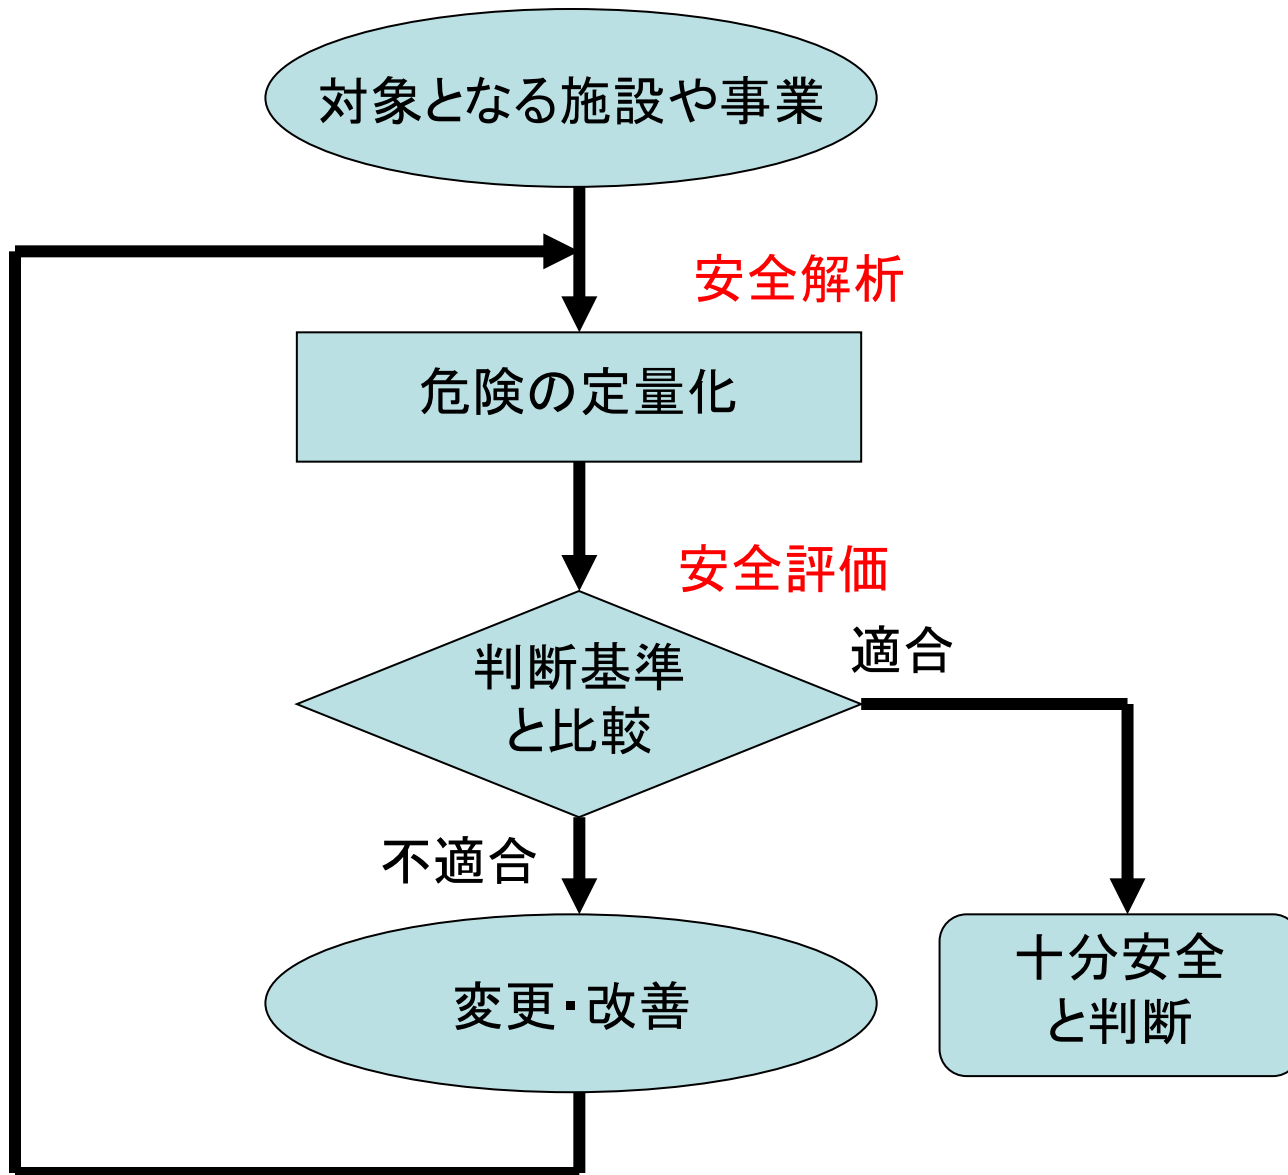 対象となる施設や事業
安全解析
危険の定量化
安全評価
適合
判断基準
と比較
不適合
変更・改善
十分安全
と判断